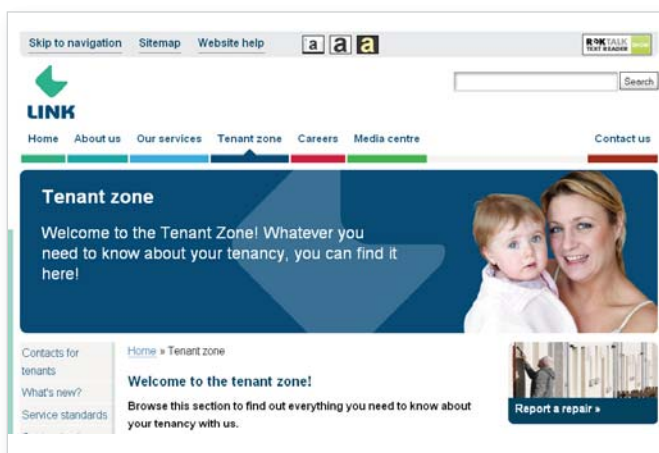 Skip to navigation Sitemap Website help a a a ROKTALK
TEXT READER
Search
LINK
Home About us Our services Tenant zone Careers Media centre Contact us
Tenant zone
Welcome to the Tenant Zone! Whatever you
need to know about your tenancy, you can find it
here!
Contacts for
tenants
What's new?
Service standards
Home » Tenant zone
Welcome to the tenant zone!
Browse this section to find out everything you need to know about
your tenancy with us.
Report a repair »